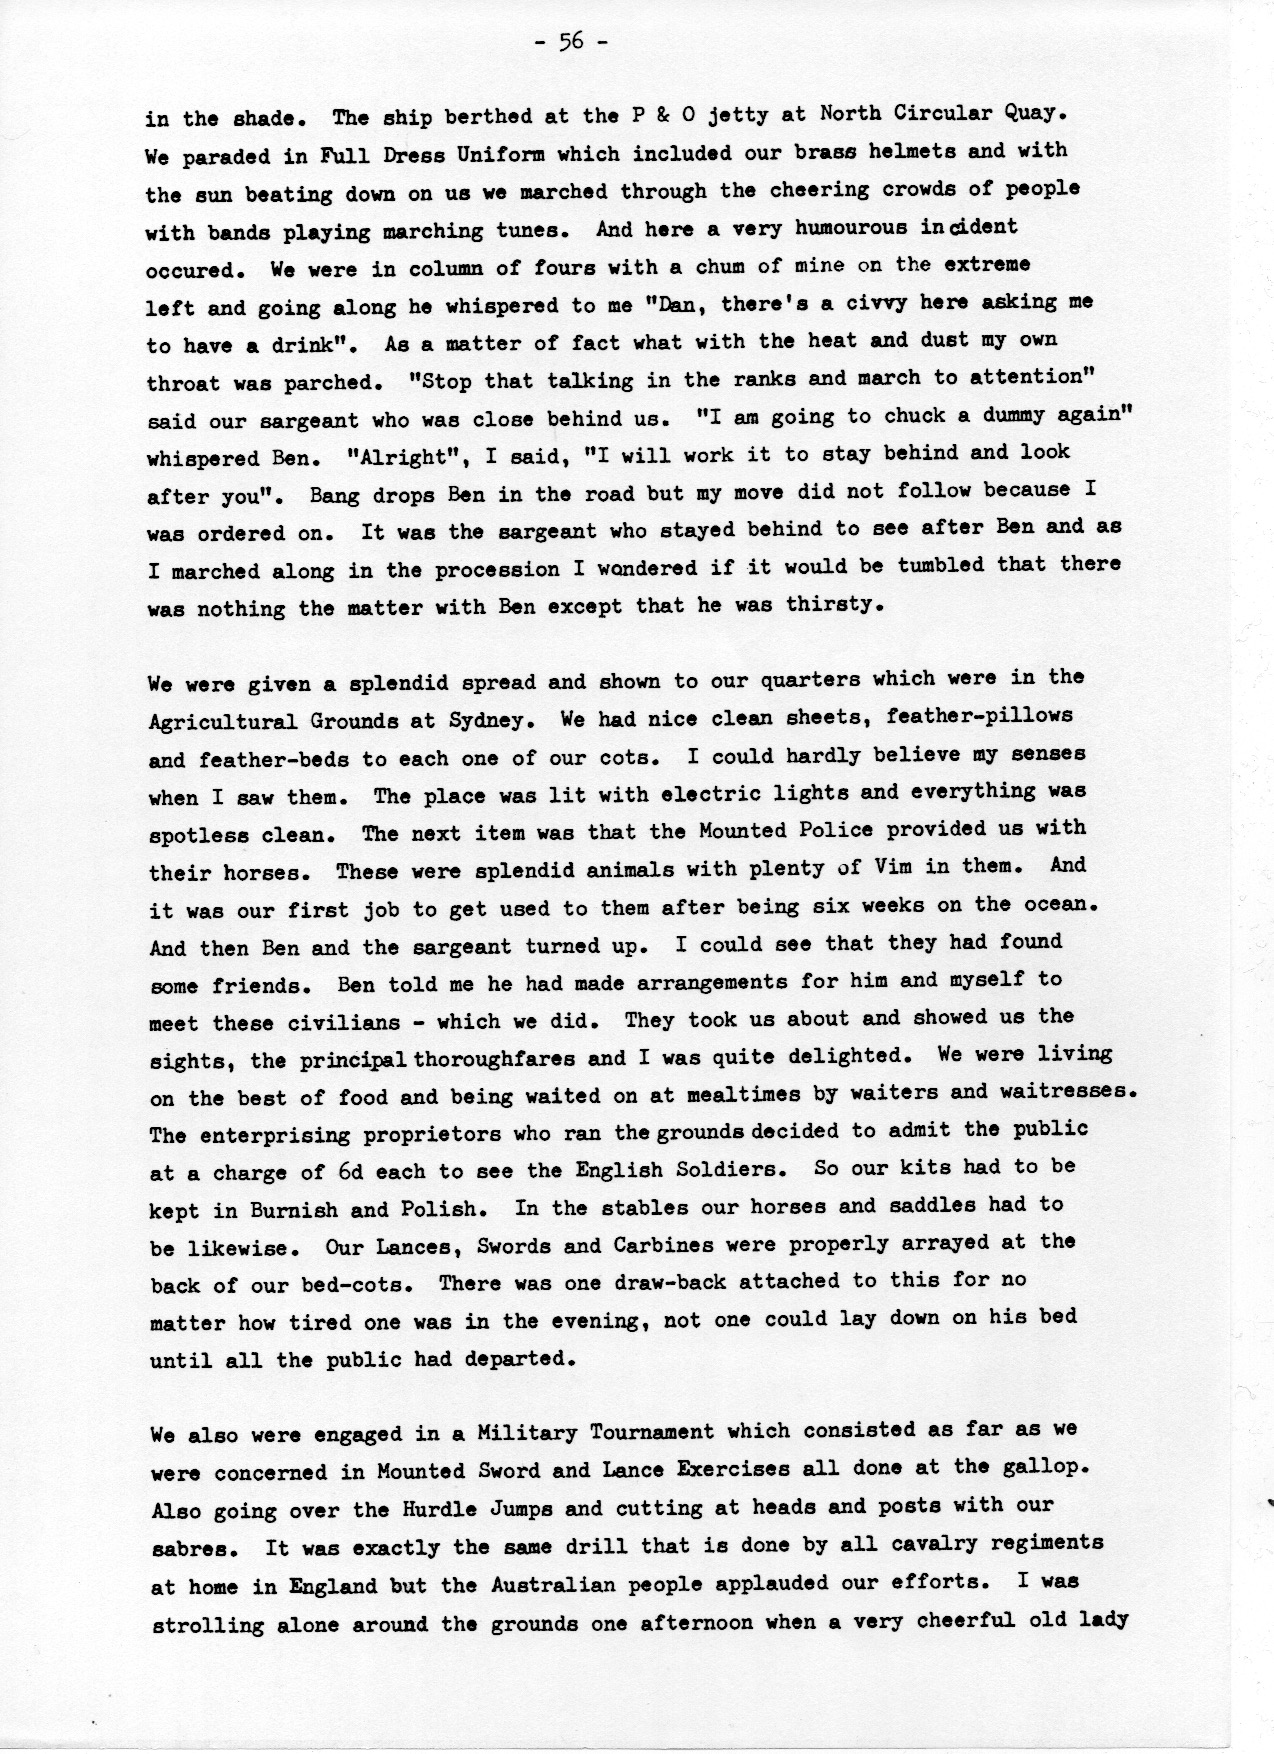 - 56 -
in the shade. The ship berthed at the P & O jetty at North Circular Quay.
We paraded in Full Dress Uniform which included our brass helmets and with
the sun beating down on us we marched through the cheering crowds of people
with bands playing marching tunes. And here a very humourous incident
occured. We were in column of fours with a chum of mine on the extreme
left and going along he whispered to me "Dan, there's a civvy here asking me
to have a drink". As a matter of fact what with the heat and dust my own
throat was parched. "Stop that talking in the ranks and march to attention"
said our sargeant who was close behind us. "I am going to chuck a dummy again"
whispered Ben. "Alright", I said, "I will work it to stay behind and look
after you". Bang drops Ben in the road but my move did not follow because I
was ordered on. It was the sargeant who stayed behind to see after Ben and as
I marched along in the procession I wondered if it would be tumbled that there
was nothing the matter with Ben except that he was thirsty.
We were given a splendid spread and shown to our quarters which were in the
Agricultural Grounds at Sydney. We had nice clean sheets, feather-pillows
and feather-beds to each one of our cots. I could hardly believe my senses
when I saw them. The place was lit with electric lights and everything was
spotless clean. The next item was that the Mounted Police provided us with
their horses. These were splendid animals with plenty of Vim in them. And
it was our first job to get used to them after being six weeks on the ocean.
And then Ben and the sargeant turned up. I could see that they had found
some friends. Ben told me he had made arrangements for him and myself to
meet these civilians - which we did. They took us about and showed us the
sights, the principal thoroughfares and I was quite delighted. We were living
on the best of food and being waited on at mealtimes by waiters and waitresses.
The enterprising proprietors who ran the grounds decided to admit the public
at a charge of 6d each to see the English Soldiers. So our kits had to be
kept in Burnish and Polish. In the stables our horses and saddles had to
be likewise. Our Lances, Swords and Carbines were properly arrayed at the
back of our bed-cots. There was one draw-back attached to this for no
matter how tired one was in the evening, not one could lay down on his bed
until all the public had departed.
We also were engaged in a Military Tournament which consisted as far as we
were concerned in Mounted Sword and Lance Exercises all done at the gallop.
Also going over the Hurdle Jumps and cutting at heads and posts with our
sabres. It was exactly the same drill that is done by all cavalry regiments
at home in England but the Australian people applauded our efforts. I was
strolling alone around the grounds one afternoon when a very cheerful old lady